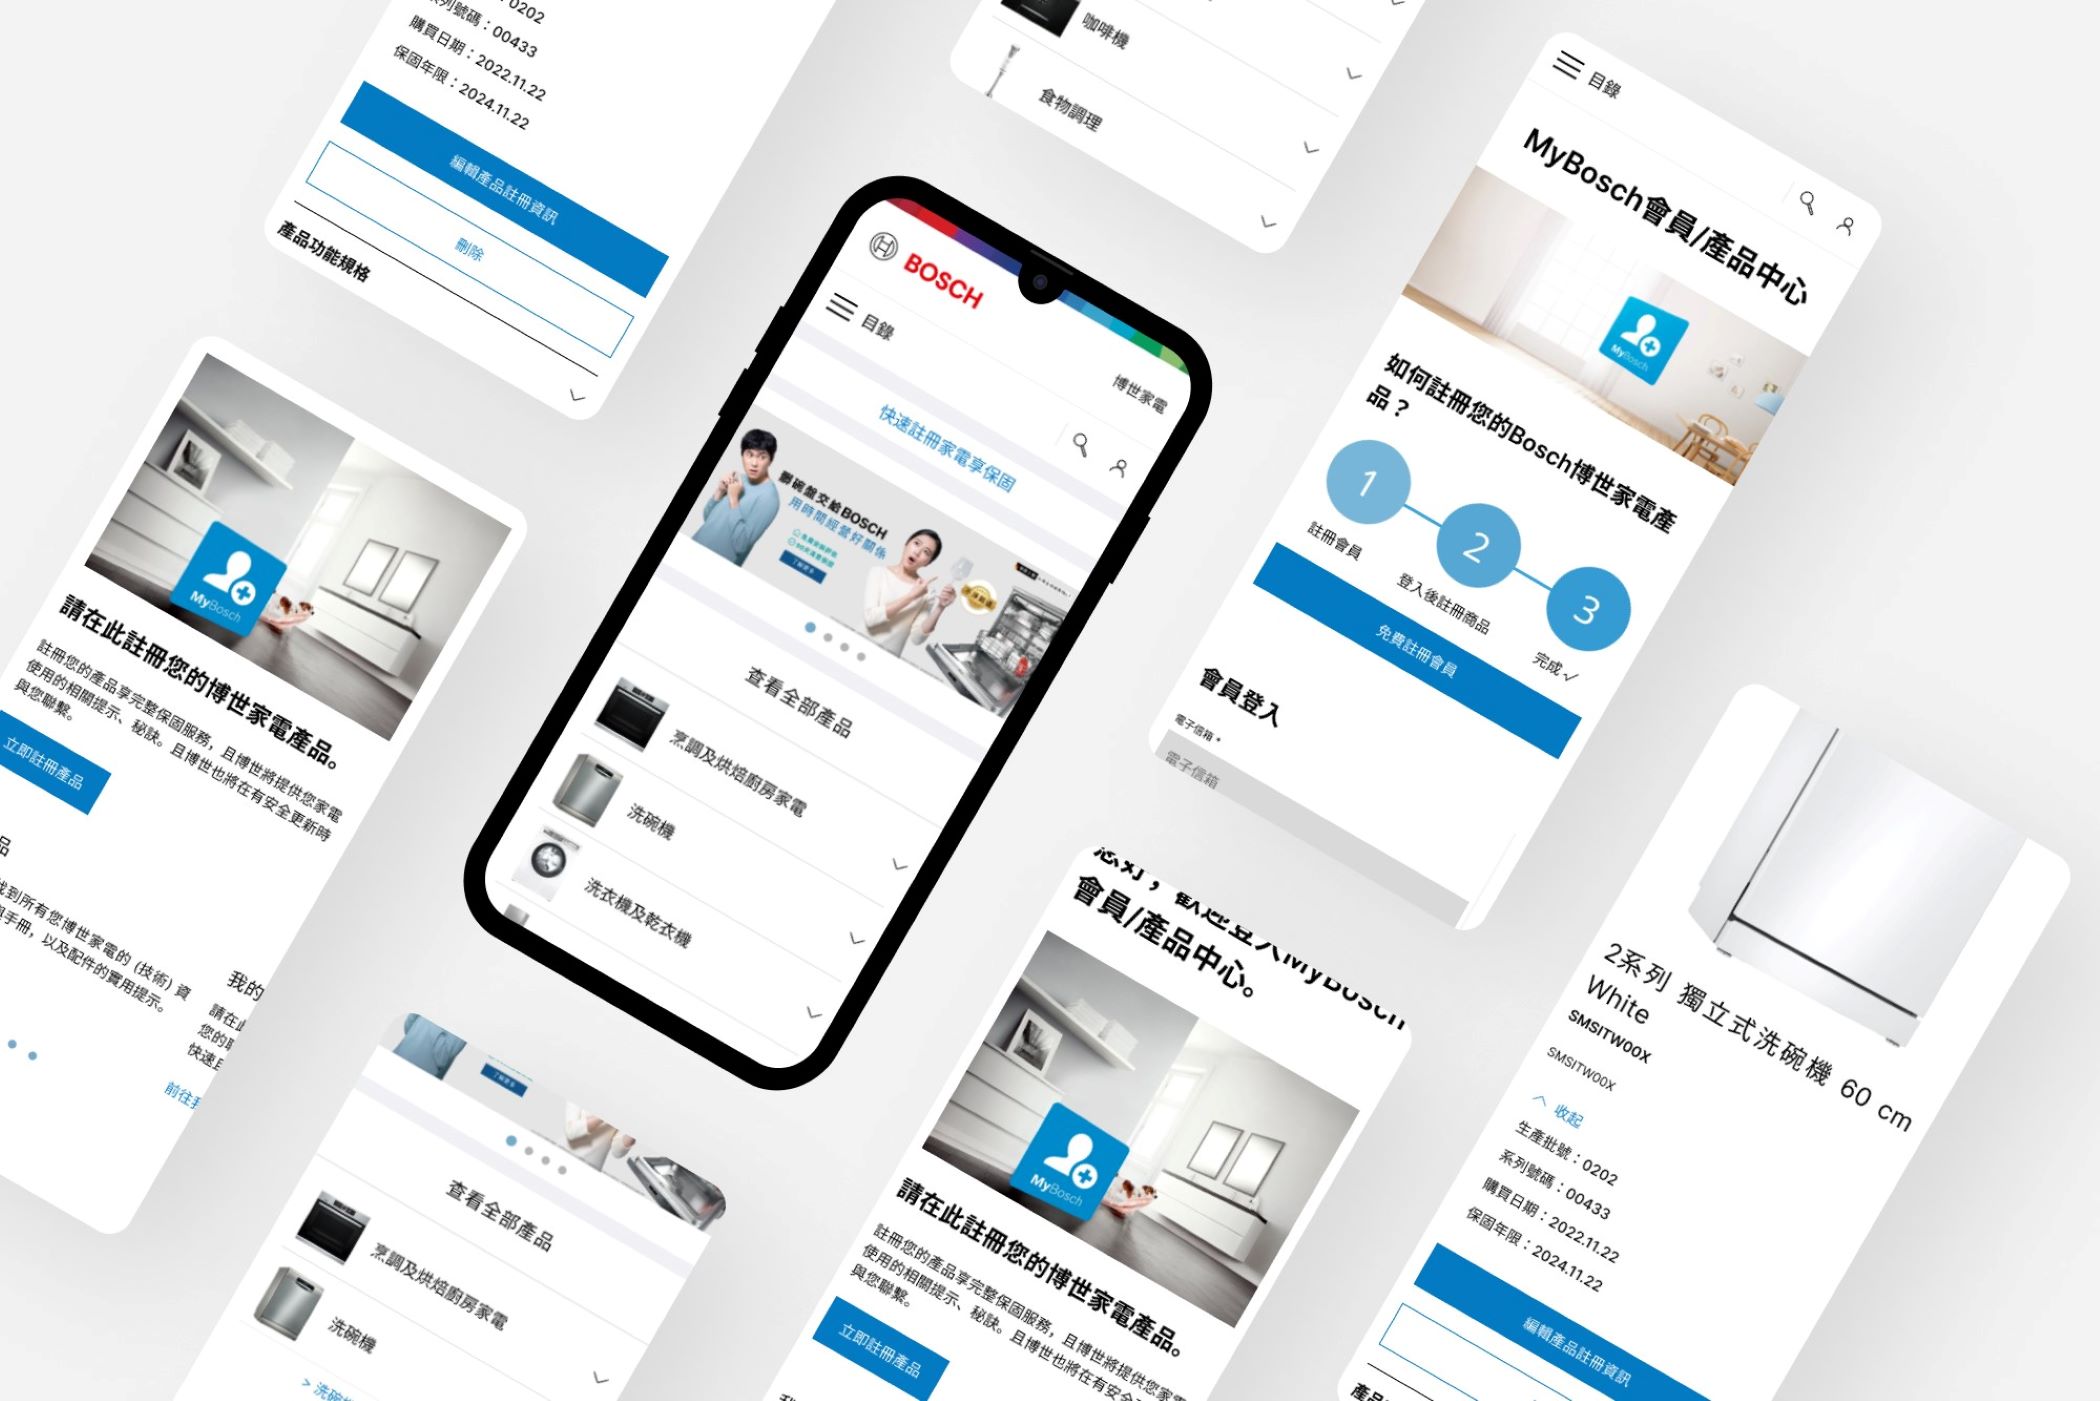 0202
系列號碼：00433
購買日期：2022.11.22
保固年限：2024.11.22
編輯產品註冊資訊
刪除
產品功能規格
咖啡機
食物調理
目錄
MyBosch會員/產品中心
MyBosch
如何註冊您的Bosch博世家電產
品？
1
2
3
註冊會員
登入後註冊商品
完成
免費註冊會員
會員登入
電子信箱 *
電子信箱
BOSCH
目錄
博世家電
快速註冊家電享保固
髒碗盤交給BOSCH
用時間經營好關係
了解更多
查看全部產品
烹調及烘焙廚房家電
洗碗機
洗衣機及乾衣機
MyBosch
請在此註冊您的博世家電產品。
註冊您的產品享完整保固服務，且博世將提供您家電
使用的相關提示、秘訣。且博世也將在有安全更新時
與您聯繫。
立即註冊產品
品
找到所有您博世家電的 (技術) 資
手冊，以及配件的實用提示。
我的
請在此
您的
快速且
前往我
了解更多
查看全部產品
烹調及烘焙廚房家電
洗碗機
> 洗碗機
您好，歡迎登入MyBosch
會員/產品中心。
MyBosch
請在此註冊您的博世家電產品。
註冊您的產品享完整保固服務，且博世將提供您家電
使用的相關提示、秘訣。且博世也將在有安全
與您聯繫。
立即註冊產品
2系列 獨立式洗碗機 60 cm
White
SMSITW00X
SMSITW00X
收起
生產批號：0202
系列號碼：00433
購買日期：2022.11.22
保固年限：2024.11.22
編輯產品註冊資訊
產品